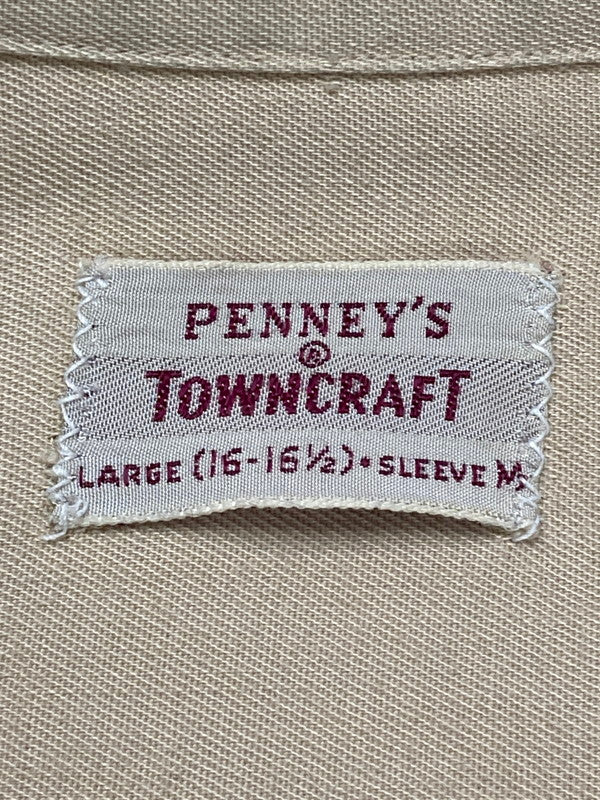 PENNEY'S
®
TOWNCRAFT
LARGE (16-16½) • SLEEVE M